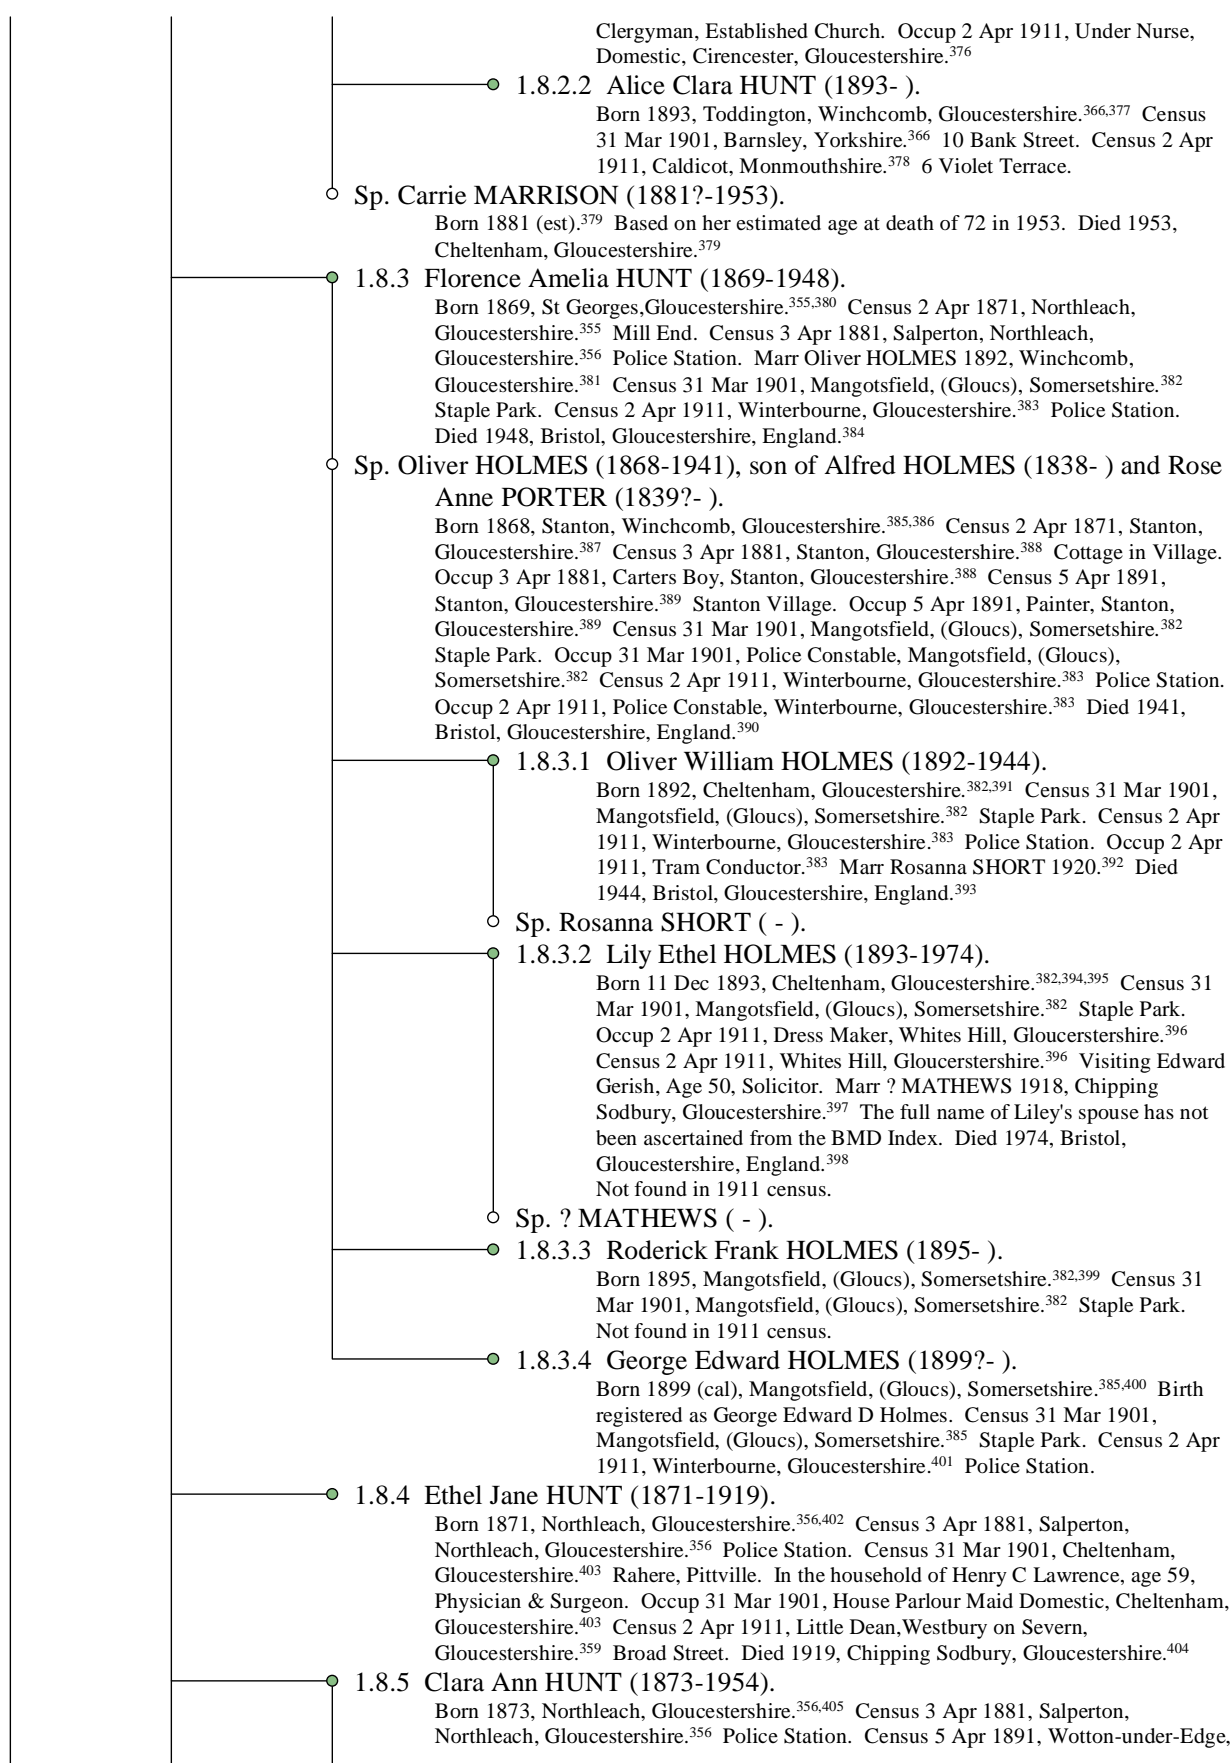 Clergyman, Established Church.  Occup 2 Apr 1911, Under Nurse,
Domestic, Cirencester, Gloucestershire.376
1.8.2.2  Alice Clara HUNT (1893- ).
Born 1893, Toddington, Winchcomb, Gloucestershire.366,377  Census
31 Mar 1901, Barnsley, Yorkshire.366  10 Bank Street.  Census 2 Apr
1911, Caldicot, Monmouthshire.378  6 Violet Terrace.
Sp. Carrie MARRISON (1881?-1953).
Born 1881 (est).379  Based on her estimated age at death of 72 in 1953.  Died 1953,
Cheltenham, Gloucestershire.379
1.8.3  Florence Amelia HUNT (1869-1948).
Born 1869, St Georges,Gloucestershire.355,380  Census 2 Apr 1871, Northleach,
Gloucestershire.355  Mill End.  Census 3 Apr 1881, Salperton, Northleach,
Gloucestershire.356  Police Station.  Marr Oliver HOLMES 1892, Winchcomb,
Gloucestershire.381  Census 31 Mar 1901, Mangotsfield, (Gloucs), Somersetshire.382
Staple Park.  Census 2 Apr 1911, Winterbourne, Gloucestershire.383  Police Station.
Died 1948, Bristol, Gloucestershire, England.384
Sp. Oliver HOLMES (1868-1941), son of Alfred HOLMES (1838- ) and Rose
Anne PORTER (1839?- ).
Born 1868, Stanton, Winchcomb, Gloucestershire.385,386  Census 2 Apr 1871, Stanton,
Gloucestershire.387  Census 3 Apr 1881, Stanton, Gloucestershire.388  Cottage in Village.
Occup 3 Apr 1881, Carters Boy, Stanton, Gloucestershire.388  Census 5 Apr 1891,
Stanton, Gloucestershire.389  Stanton Village.  Occup 5 Apr 1891, Painter, Stanton,
Gloucestershire.389  Census 31 Mar 1901, Mangotsfield, (Gloucs), Somersetshire.382
Staple Park.  Occup 31 Mar 1901, Police Constable, Mangotsfield, (Gloucs),
Somersetshire.382  Census 2 Apr 1911, Winterbourne, Gloucestershire.383  Police Station.
Occup 2 Apr 1911, Police Constable, Winterbourne, Gloucestershire.383  Died 1941,
Bristol, Gloucestershire, England.390
1.8.3.1  Oliver William HOLMES (1892-1944).
Born 1892, Cheltenham, Gloucestershire.382,391  Census 31 Mar 1901,
Mangotsfield, (Gloucs), Somersetshire.382  Staple Park.  Census 2 Apr
1911, Winterbourne, Gloucestershire.383  Police Station.  Occup 2 Apr
1911, Tram Conductor.383  Marr Rosanna SHORT 1920.392  Died
1944, Bristol, Gloucestershire, England.393
Sp. Rosanna SHORT ( - ).
1.8.3.2  Lily Ethel HOLMES (1893-1974).
Born 11 Dec 1893, Cheltenham, Gloucestershire.382,394,395  Census 31
Mar 1901, Mangotsfield, (Gloucs), Somersetshire.382  Staple Park.
Occup 2 Apr 1911, Dress Maker, Whites Hill, Gloucerstershire.396
Census 2 Apr 1911, Whites Hill, Gloucerstershire.396  Visiting Edward
Gerish, Age 50, Solicitor.  Marr ? MATHEWS 1918, Chipping
Sodbury, Gloucestershire.397  The full name of Liley's spouse has not
been ascertained from the BMD Index.  Died 1974, Bristol,
Gloucestershire, England.398
Not found in 1911 census.
Sp. ? MATHEWS ( - ).
1.8.3.3  Roderick Frank HOLMES (1895- ).
Born 1895, Mangotsfield, (Gloucs), Somersetshire.382,399  Census 31
Mar 1901, Mangotsfield, (Gloucs), Somersetshire.382  Staple Park.
Not found in 1911 census.
1.8.3.4  George Edward HOLMES (1899?- ).
Born 1899 (cal), Mangotsfield, (Gloucs), Somersetshire.385,400  Birth
registered as George Edward D Holmes.  Census 31 Mar 1901,
Mangotsfield, (Gloucs), Somersetshire.385  Staple Park.  Census 2 Apr
1911, Winterbourne, Gloucestershire.401  Police Station.
1.8.4  Ethel Jane HUNT (1871-1919).
Born 1871, Northleach, Gloucestershire.356,402  Census 3 Apr 1881, Salperton,
Northleach, Gloucestershire.356  Police Station.  Census 31 Mar 1901, Cheltenham,
Gloucestershire.403  Rahere, Pittville.  In the household of Henry C Lawrence, age 59,
Physician & Surgeon.  Occup 31 Mar 1901, House Parlour Maid Domestic, Cheltenham,
Gloucestershire.403  Census 2 Apr 1911, Little Dean,Westbury on Severn,
Gloucestershire.359  Broad Street.  Died 1919, Chipping Sodbury, Gloucestershire.404
1.8.5  Clara Ann HUNT (1873-1954).
Born 1873, Northleach, Gloucestershire.356,405  Census 3 Apr 1881, Salperton,
Northleach, Gloucestershire.356  Police Station.  Census 5 Apr 1891, Wotton-under-Edge,